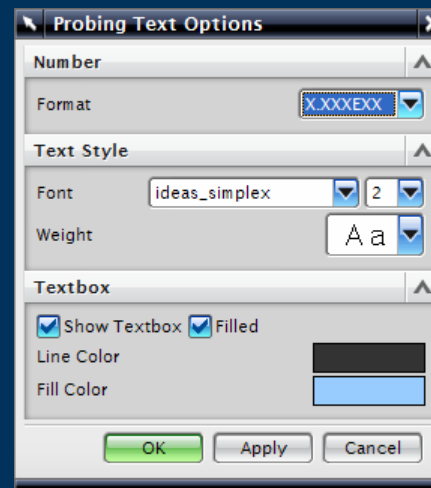 Probing Text Options
Number
Format X.XXXEXX
Text Style
Font ideas_simplex 2
Weight Aa
Textbox
Show Textbox Filled
Line Color
Fill Color
OK Apply Cancel